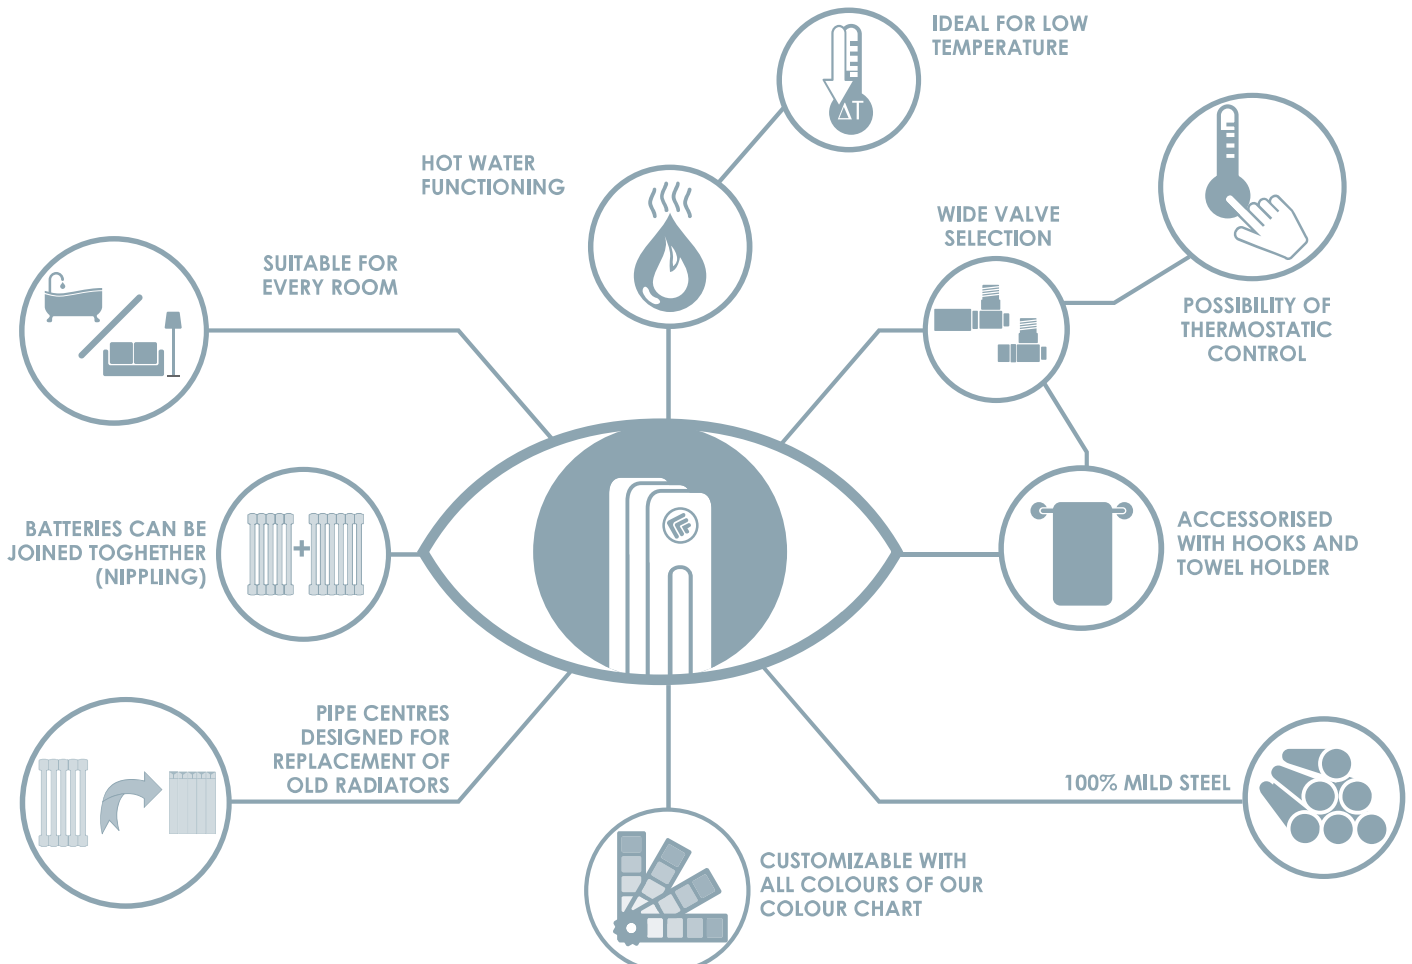 IDEAL FOR LOW
TEMPERATURE
ΔT
HOT WATER
FUNCTIONING
WIDE VALVE
SELECTION
SUITABLE FOR
EVERY ROOM
POSSIBILITY OF
THERMOSTATIC
CONTROL
BATTERIES CAN BE
JOINED TOGHETHER
(NIPPLING)
+
ACCESSORISED
WITH HOOKS AND
TOWEL HOLDER
PIPE CENTRES
DESIGNED FOR
REPLACEMENT OF
OLD RADIATORS
100% MILD STEEL
CUSTOMIZABLE WITH
ALL COLOURS OF OUR
COLOUR CHART